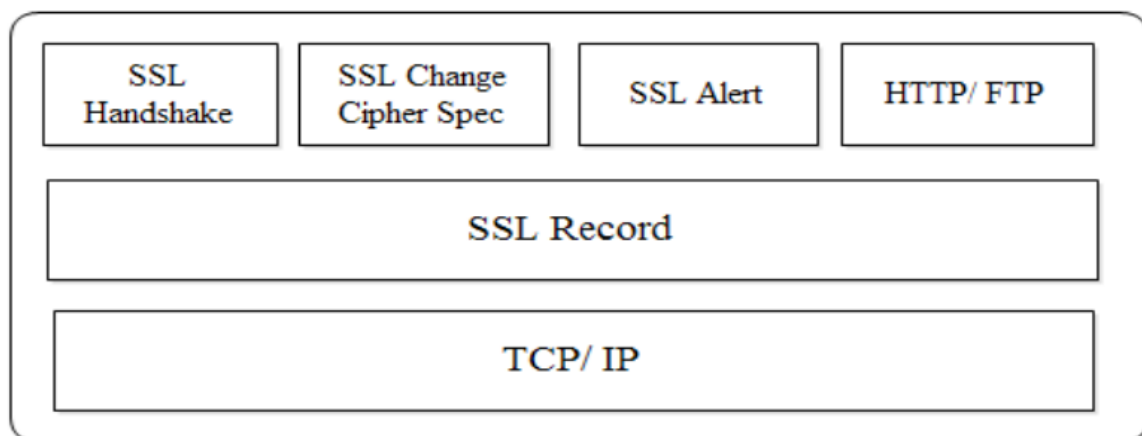 SSL
Handshake
SSL Change
Cipher Spec
SSL Alert
HTTP/ FTP
SSL Record
TCP/ IP